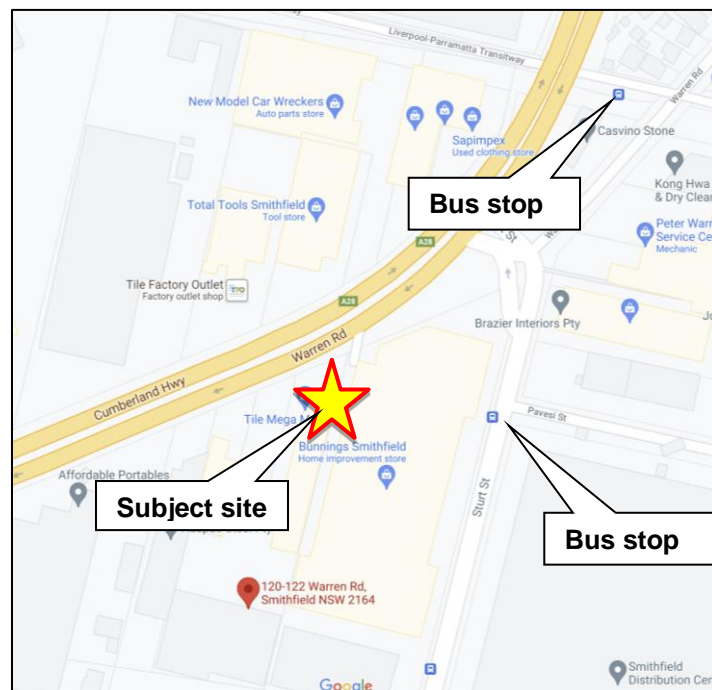 Liverpool-Parramatta Transitway
Warren Rd
New Model Car Wreckers
Auto parts store
Sapimpex
Used clothing store
Casvino Stone
Bus stop
Kong Hwa
& Dry Clea
Total Tools Smithfield
Tool store
St
Peter Warr
Service Ce
Mechanic
A28
Tile Factory Outlet
Factory outlet shop
A28
Brazier Interiors Pty
Warren Rd
Cumberland Hwy
Tile Mega M
Pavesi St
Bunnings Smithfield
Home improvement store
Affordable Portables
Subject site
Sturt St
Bus stop
120-122 Warren Rd,
Smithfield NSW 2164
Smithfield
Distribution Cen
Google